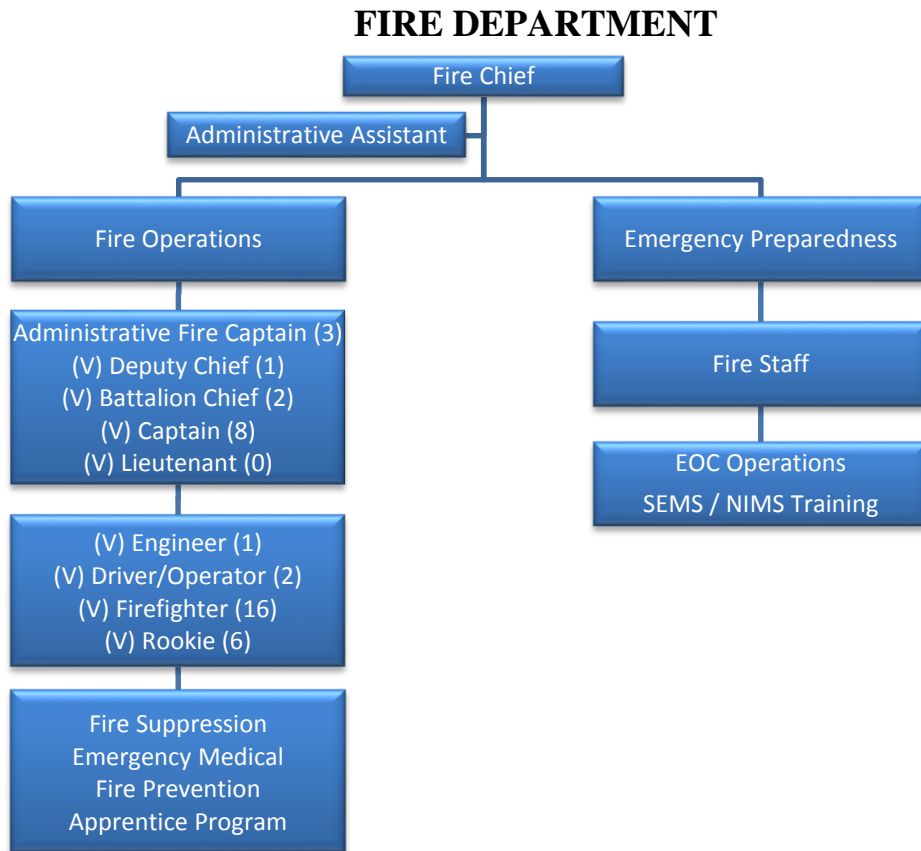 FIRE DEPARTMENT
Fire Chief
Administrative Assistant
Fire Operations
Administrative Fire Captain (3)
(V) Deputy Chief (1)
(V) Battalion Chief (2)
(V) Captain (8)
(V) Lieutenant (0)
(V) Engineer (1)
(V) Driver/Operator (2)
(V) Firefighter (16)
(V) Rookie (6)
Fire Suppression
Emergency Medical
Fire Prevention
Apprentice Program
Emergency Preparedness
Fire Staff
EOC Operations
SEMS / NIMS Training